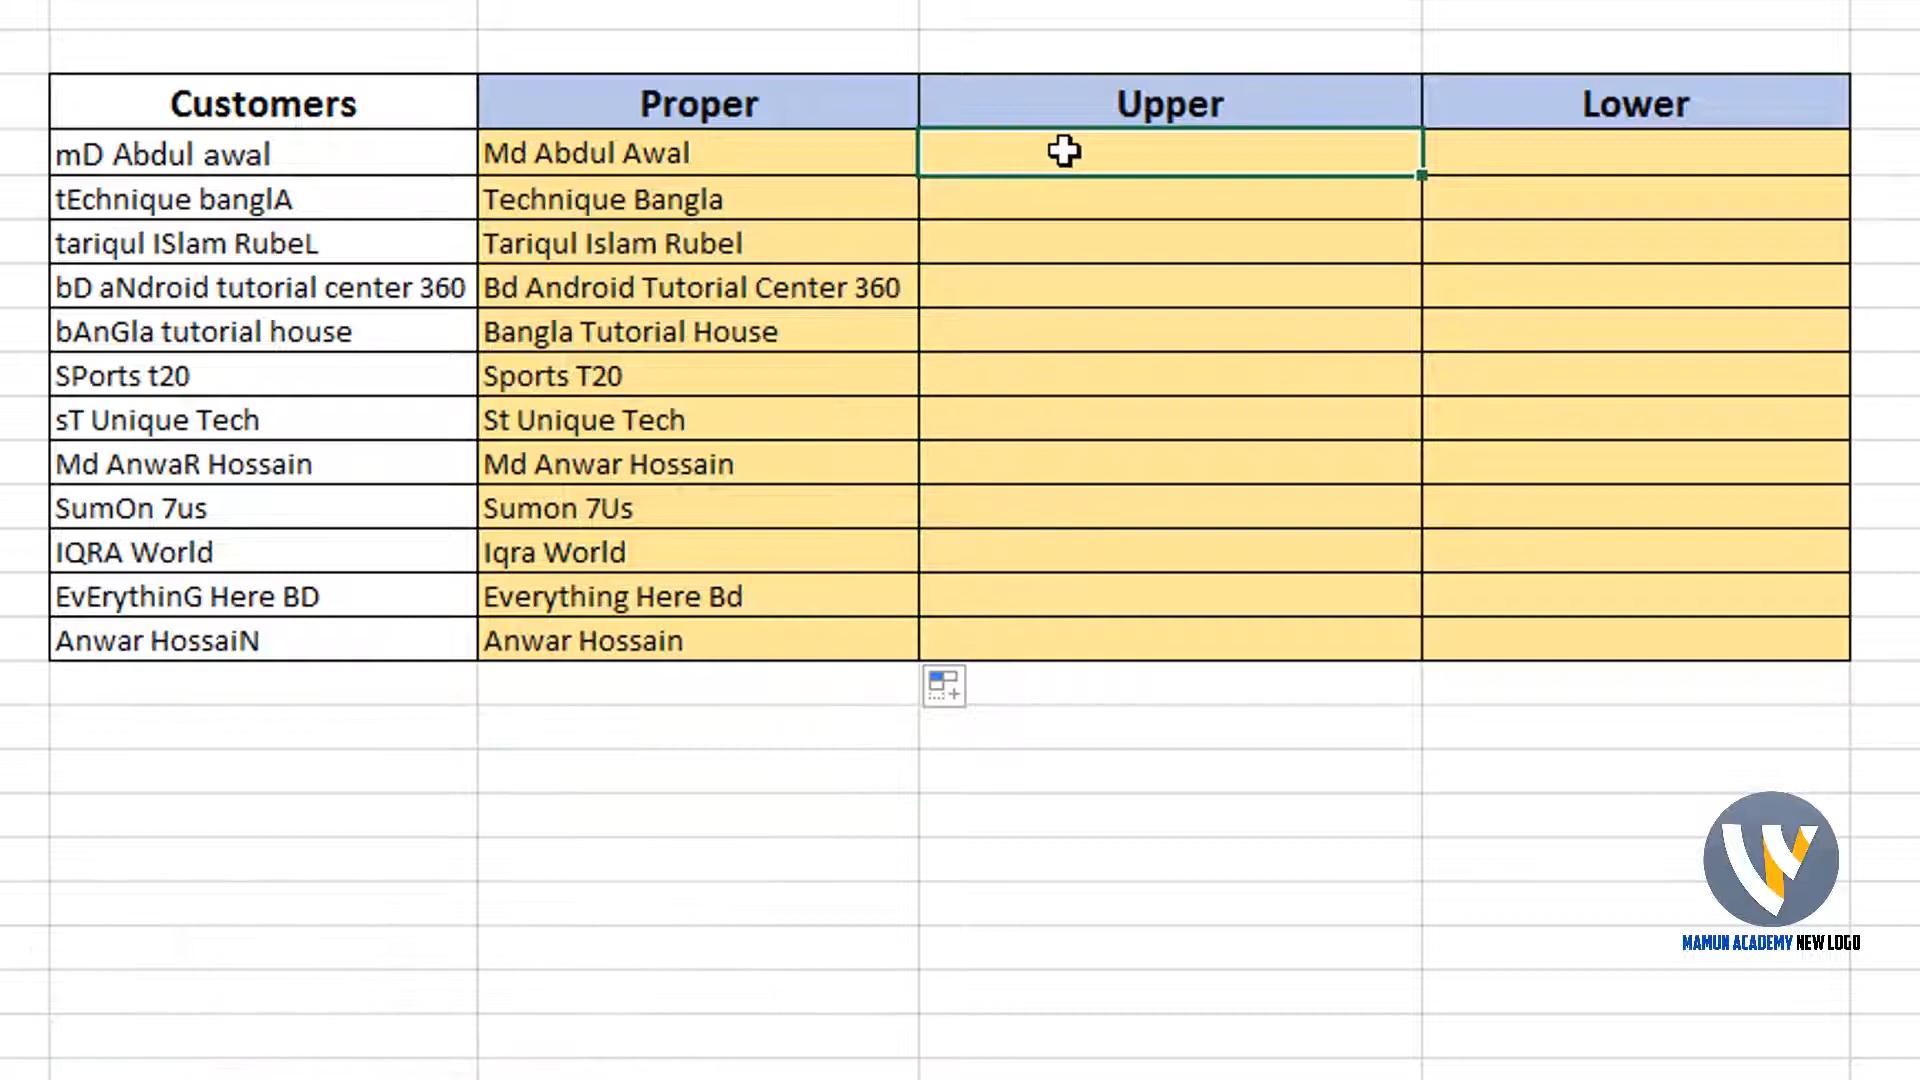 Customers Proper Upper Lower
mD Abdul awal Md Abdul Awal
tEchnique banglA Technique Bangla
tariqul ISlam RubeL Tariqul Islam Rubel
bD aNdroid tutorial center 360 Bd Android Tutorial Center 360
bAnGla tutorial house Bangla Tutorial House
SPorts t20 Sports T20
sT Unique Tech St Unique Tech
Md AnwaR Hossain Md Anwar Hossain
SumOn 7us Sumon 7Us
IQRA World Iqra World
EvErythinG Here BD Everything Here Bd
Anwar HossaiN Anwar Hossain
MAMUN ACADEMY NEW LOGO